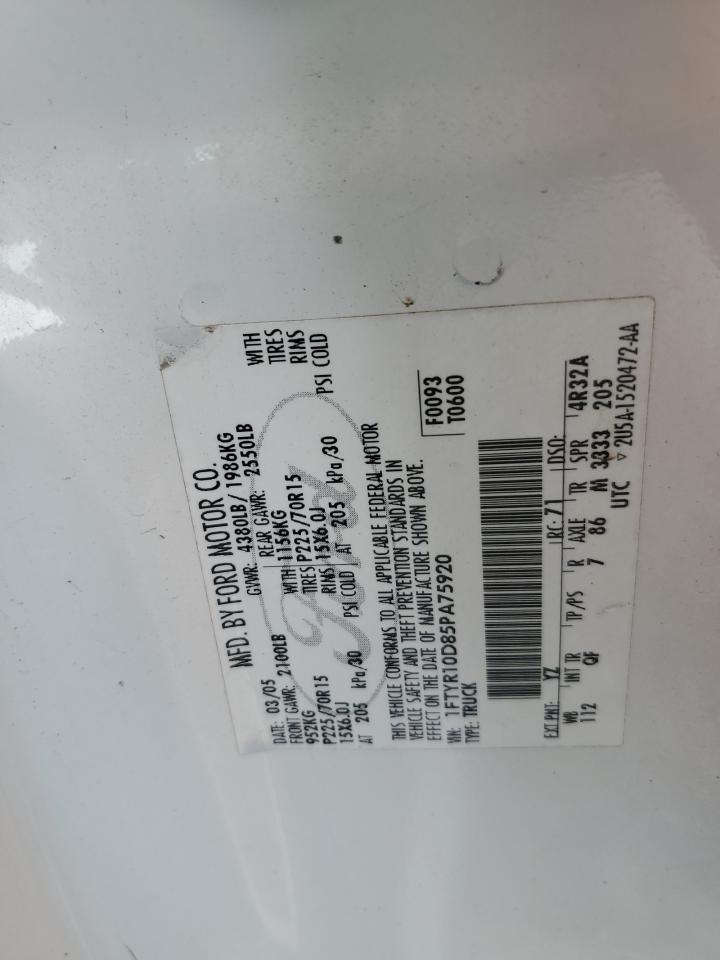 MFD. BY FORD MOTOR CO.
DATE: 03/05 GVWR: 4380LB/ 1986KG
FRONT GAWR: 2100LB REAR GAWR: 2550LB
952KG WITH 1156KG WITH
P225/70R15 TIRES P225/70R15 TIRES
15X6.0J RIMS 15X6.0J RIMS
AT 205 kPa/30 PSI COLD AT 205 kPa/30 PSI COLD
Ford
THIS VEHICLE CONFORMS TO ALL APPLICABLE FEDERAL MOTOR
VEHICLE SAFETY AND THEFT PREVENTION STANDARDS IN
EFFECT ON THE DATE OF MANUFACTURE SHOWN ABOVE.
VIN: 1FTYR10D85PA75920 F0093
TYPE: TRUCK T0600
EXT PNT: YZ RC: 71 DSO:
WB INT TR TP/PS R AXLE TR SPR 4R32A
112 QF 7 86 M 3333 205
UTC ▽ 2U5A-1520472-AA